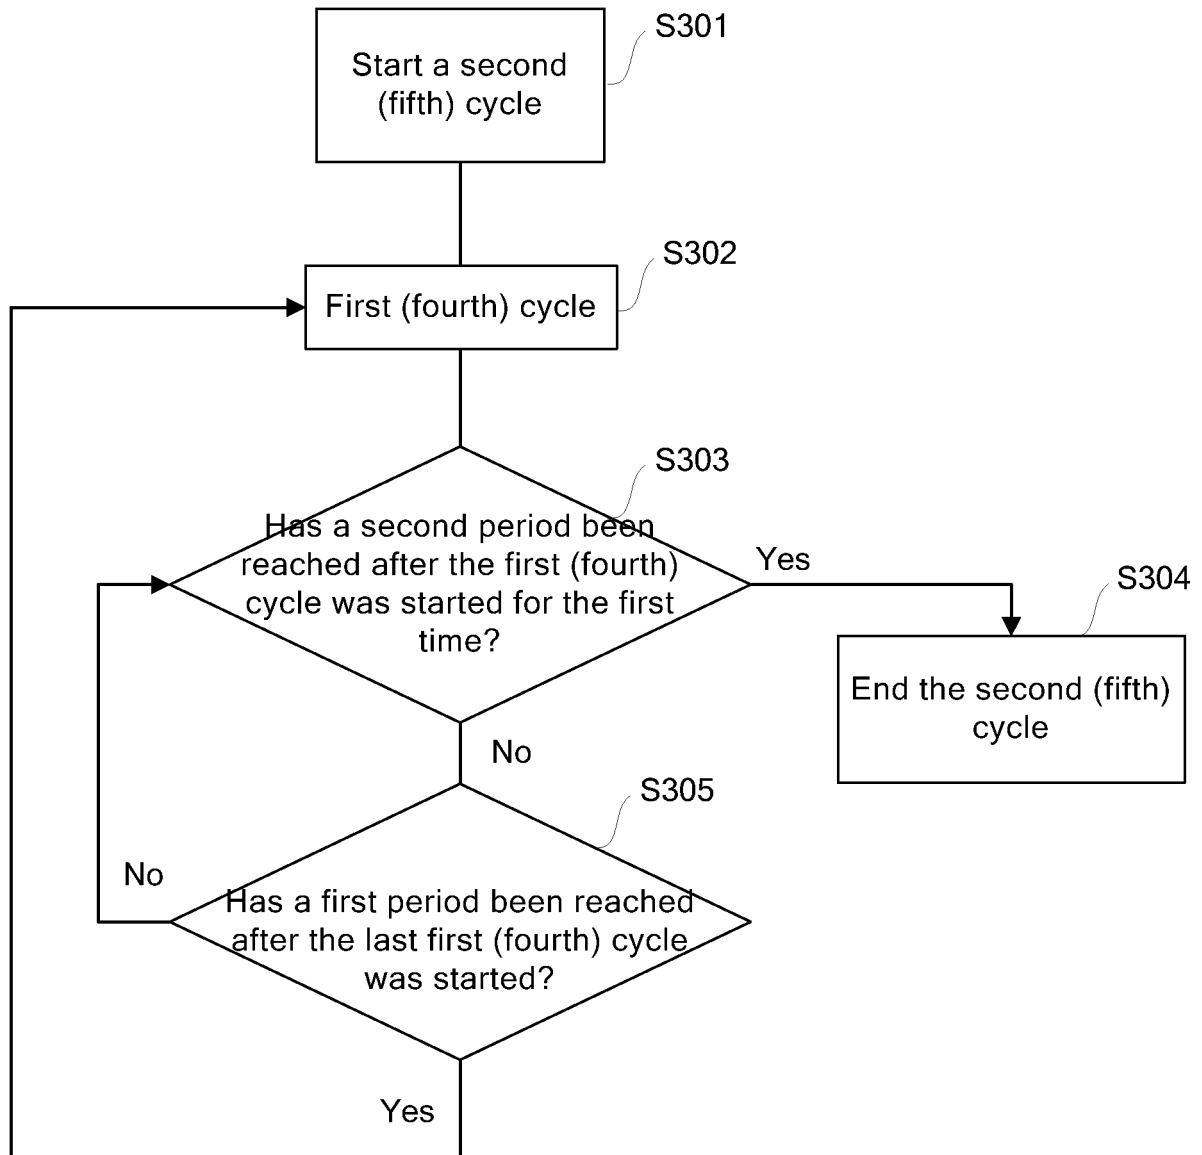 S301
Start a second
(fifth) cycle
S302
First (fourth) cycle
S303
Has a second period been
reached after the first (fourth)
cycle was started for the first
time?
Yes
S304
End the second (fifth)
cycle
No
S305
No
Has a first period been reached
after the last first (fourth) cycle
was started?
Yes